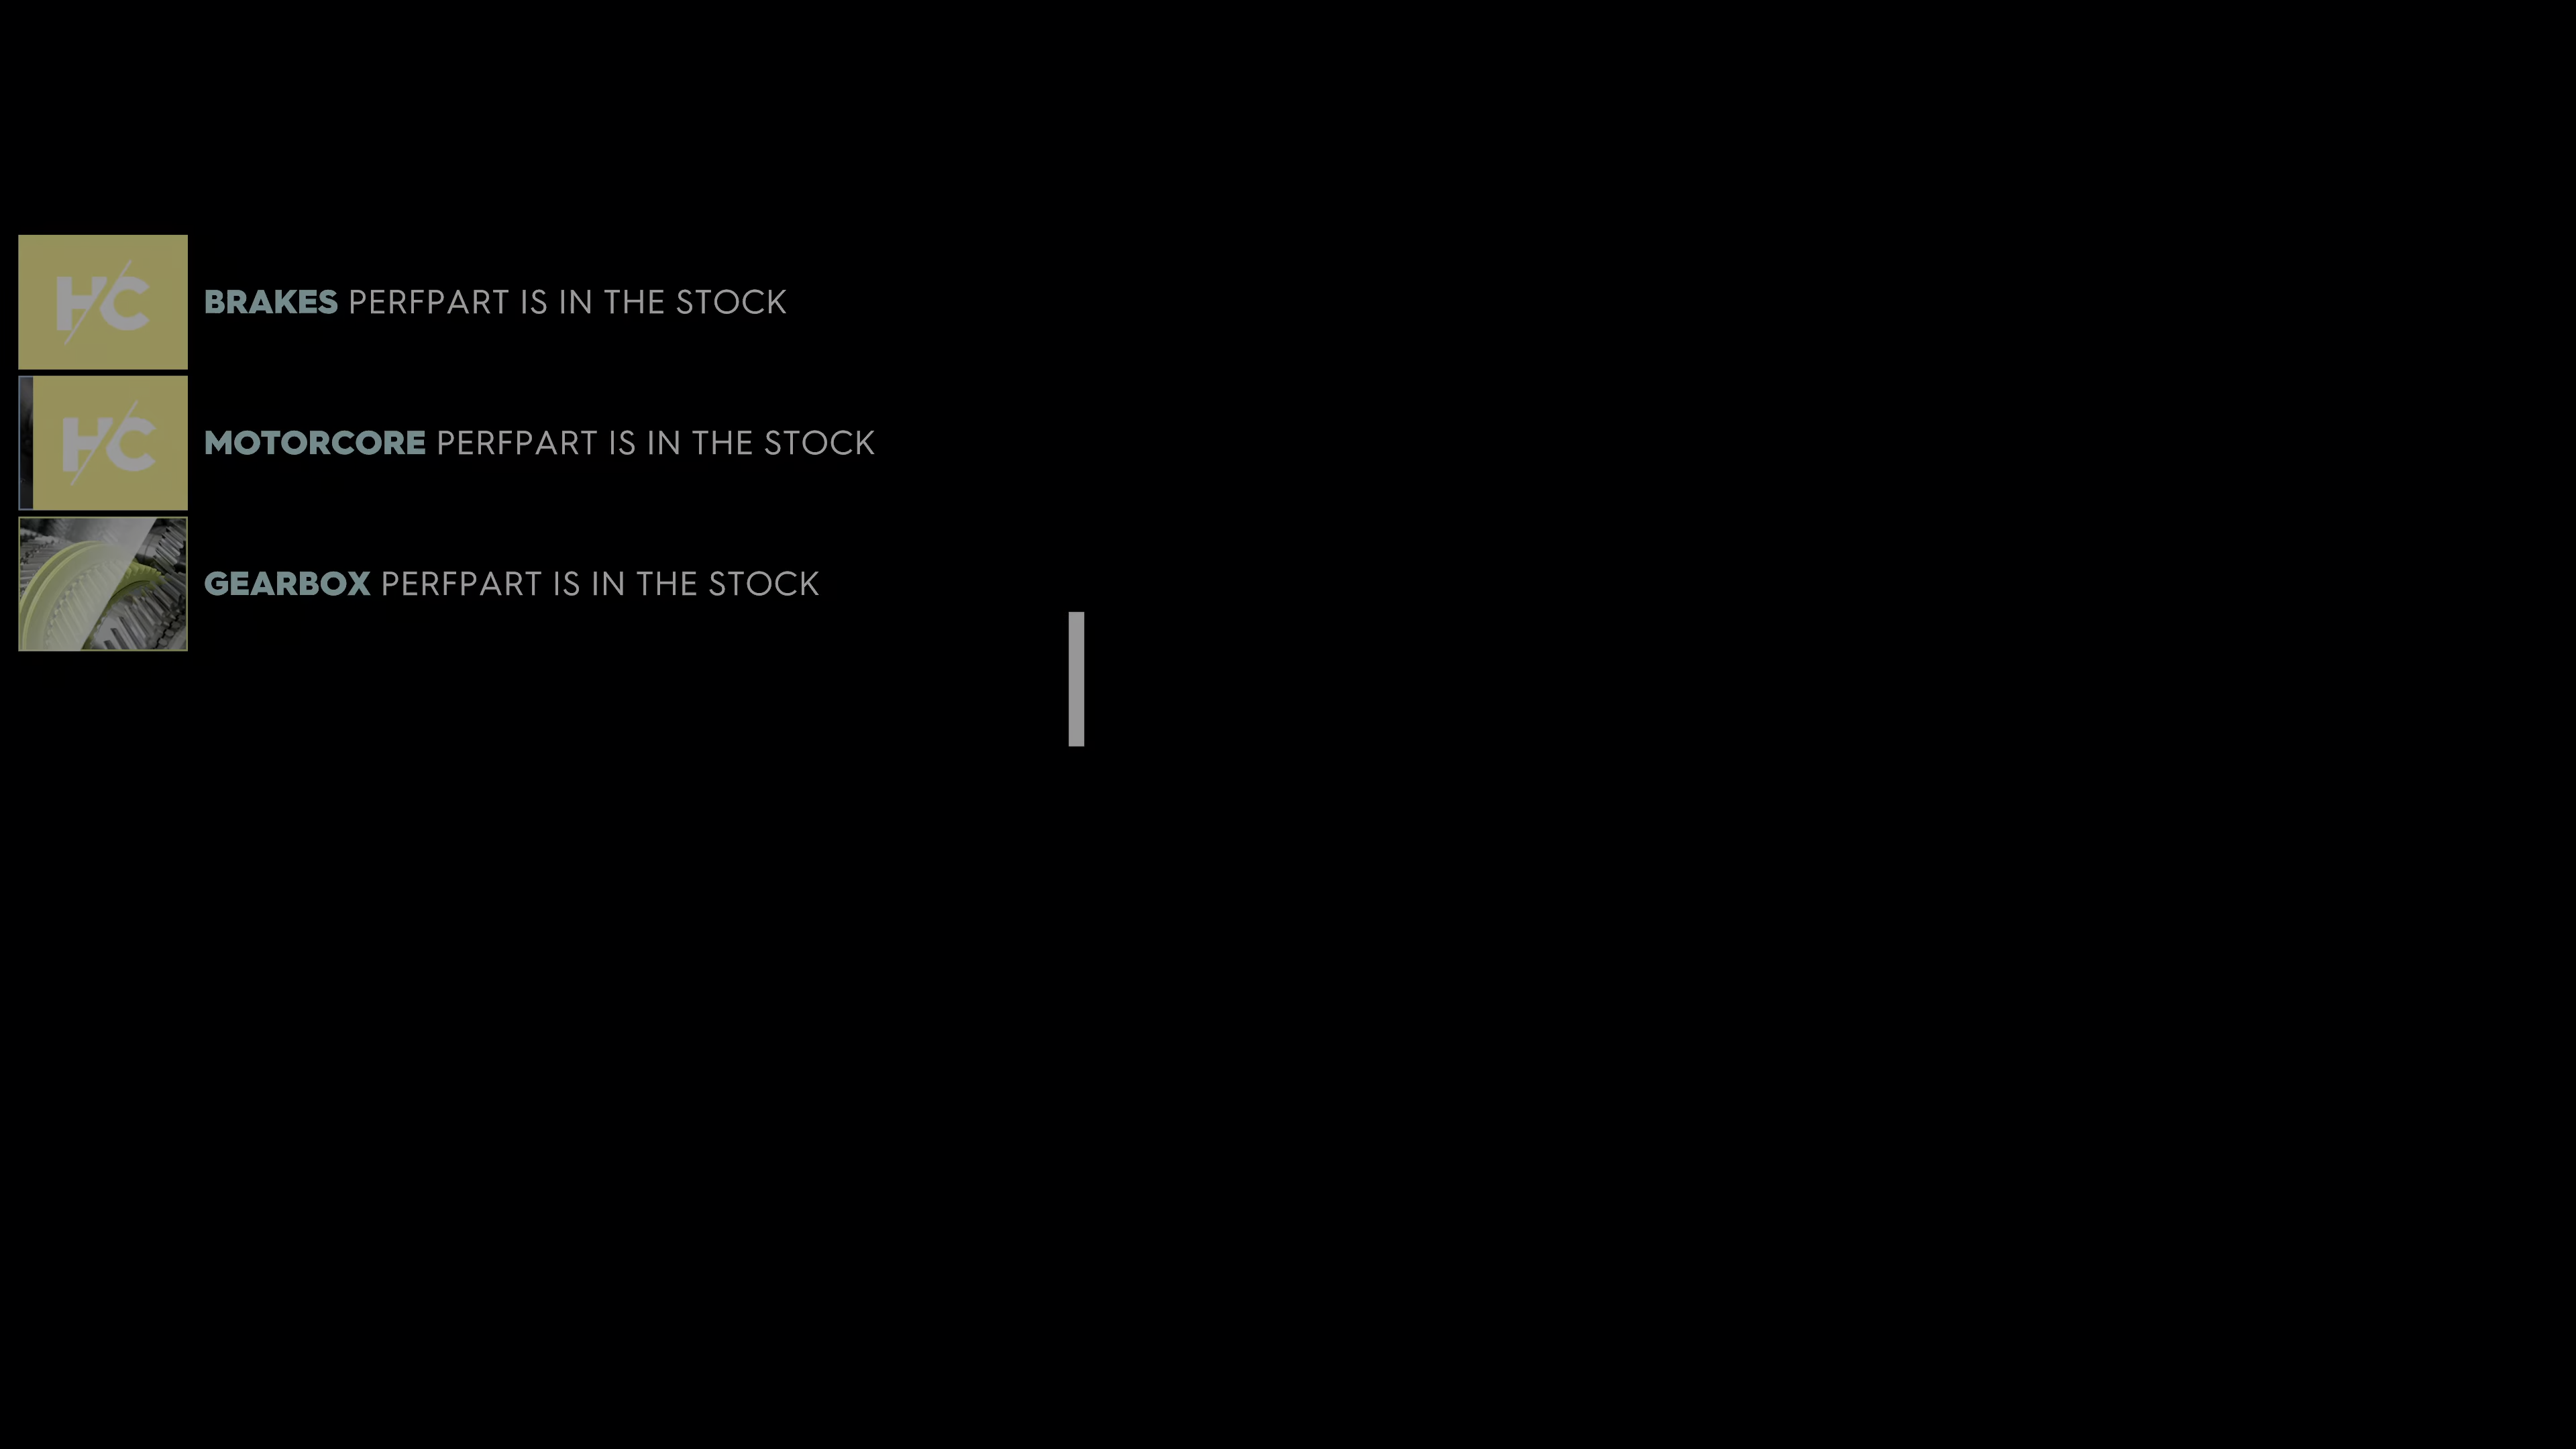 H/C
BRAKES PERFPART IS IN THE STOCK
H/C
MOTORCORE PERFPART IS IN THE STOCK
GEARBOX PERFPART IS IN THE STOCK